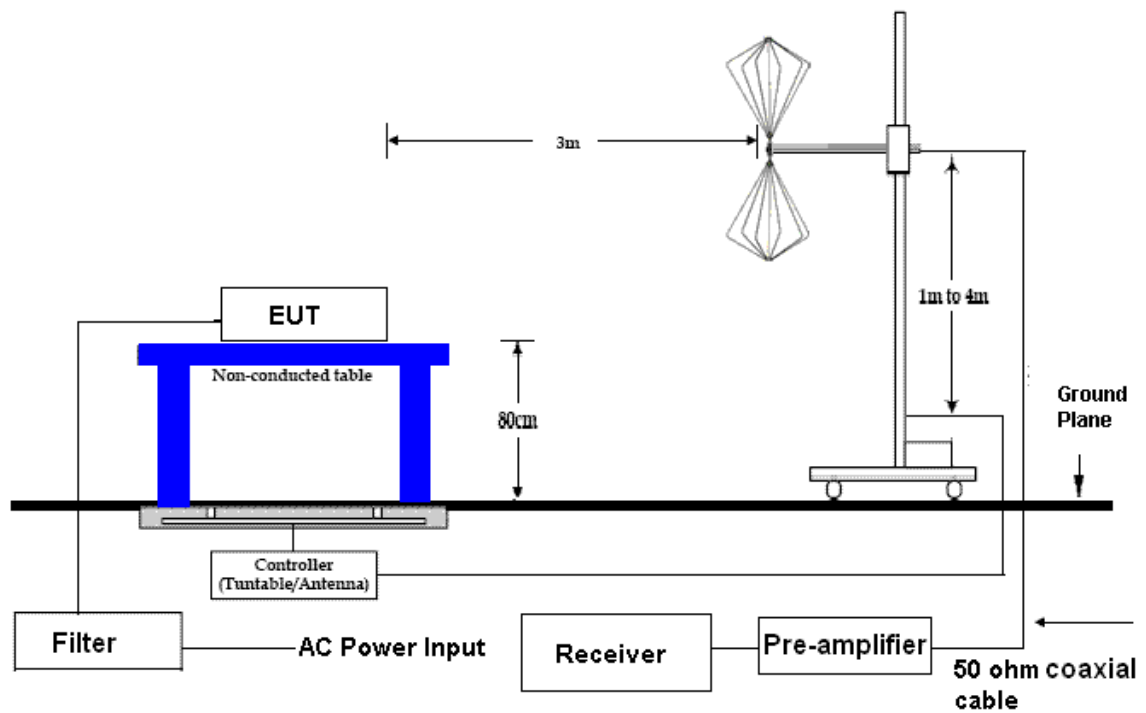 3m
1m to 4m
EUT
Non-conducted table
80cm
Ground
Plane
Controller
(Tuntable/Antenna)
Filter
AC Power Input
Receiver
Pre-amplifier
50 ohm coaxial
cable